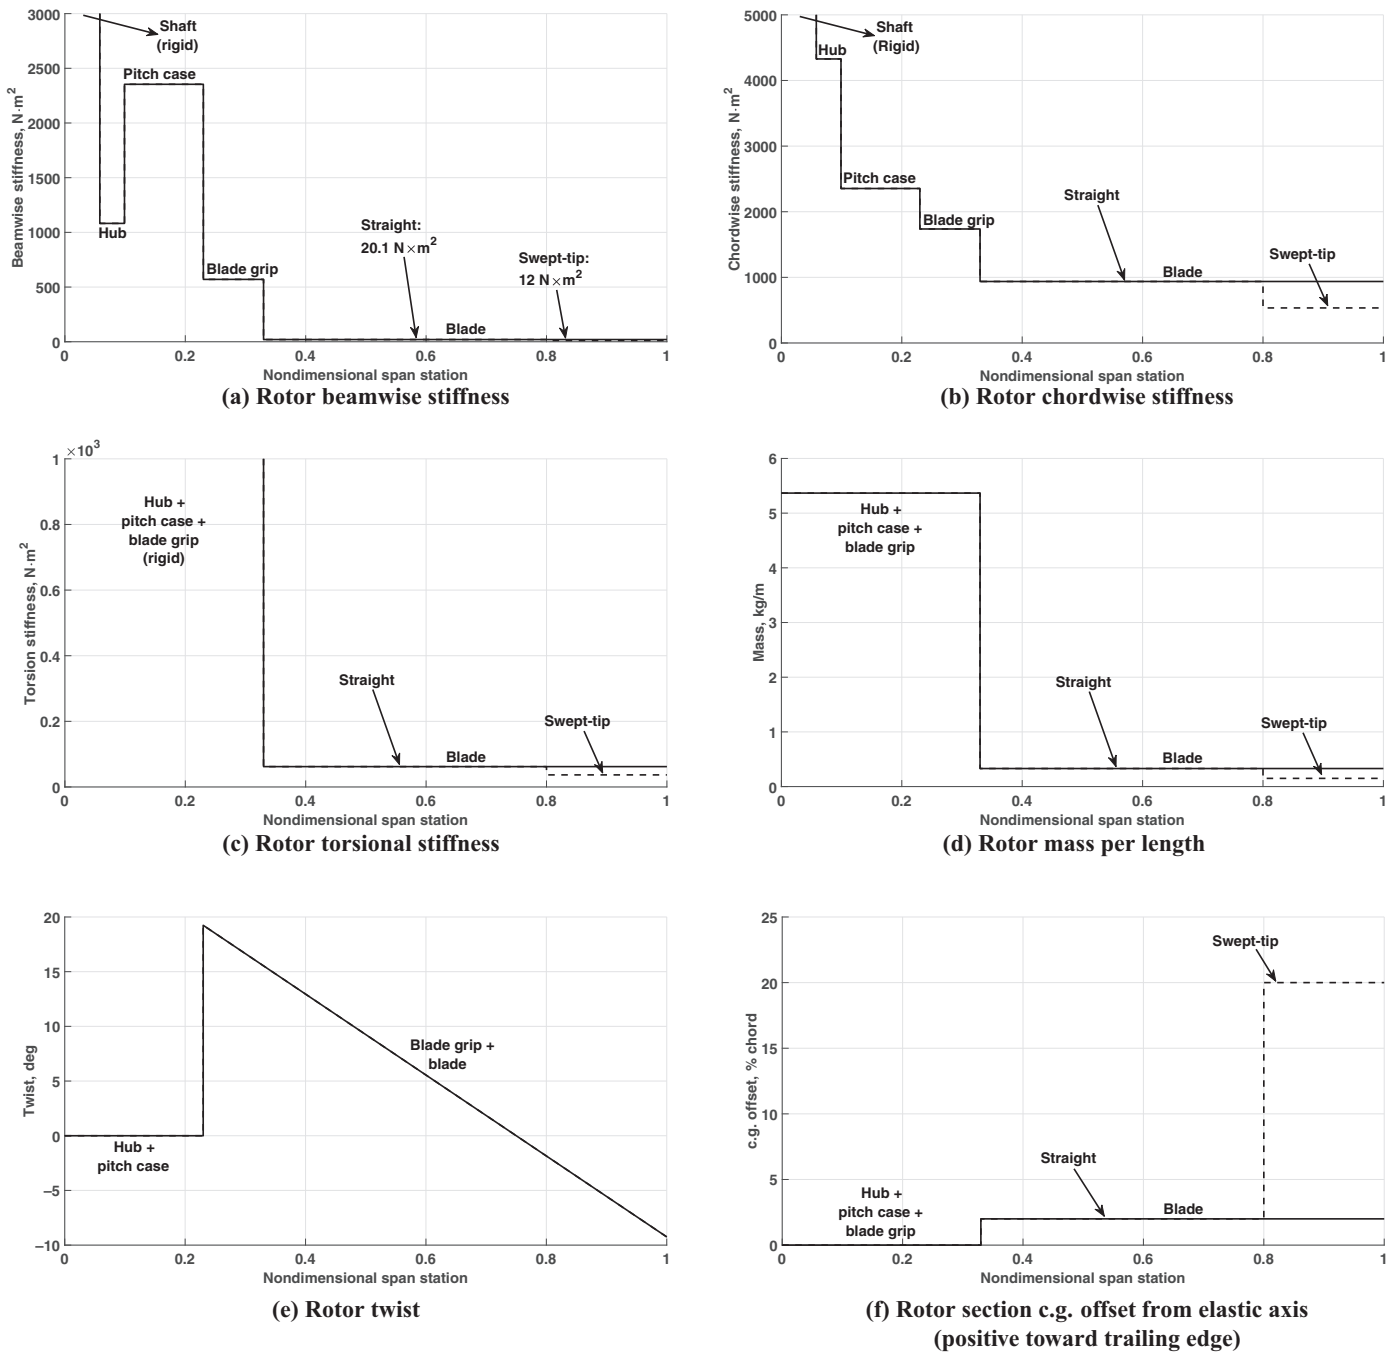 3000
2500
2000
1500
1000
500
0
Beamwise stiffness, N·m²
Shaft
(rigid)
Pitch case
Hub
Blade grip
Straight:
20.1 N×m²
Swept-tip:
12 N×m²
Blade
0 0.2 0.4 0.6 0.8 1
Nondimensional span station
(a) Rotor beamwise stiffness
5000
4000
3000
2000
1000
0
Chordwise stiffness, N·m²
Shaft
(Rigid)
Hub
Pitch case
Blade grip
Straight
Swept-tip
Blade
0 0.2 0.4 0.6 0.8 1
Nondimensional span station
(b) Rotor chordwise stiffness
×10³
1
0.8
0.6
0.4
0.2
0
Torsion stiffness, N·m²
Hub +
pitch case +
blade grip
(rigid)
Straight
Swept-tip
Blade
0 0.2 0.4 0.6 0.8 1
Nondimensional span station
(c) Rotor torsional stiffness
6
5
4
3
2
1
0
Mass, kg/m
Hub +
pitch case +
blade grip
Straight
Swept-tip
Blade
0 0.2 0.4 0.6 0.8 1
Nondimensional span station
(d) Rotor mass per length
20
15
10
5
0
−5
−10
Twist, deg
Blade grip +
blade
Hub +
pitch case
0 0.2 0.4 0.6 0.8 1
Nondimensional span station
(e) Rotor twist
25
20
15
10
5
0
c.g. offset, % chord
Swept-tip
Straight
Hub +
pitch case +
blade grip
Blade
0 0.2 0.4 0.6 0.8 1
Nondimensional span station
(f) Rotor section c.g. offset from elastic axis
(positive toward trailing edge)